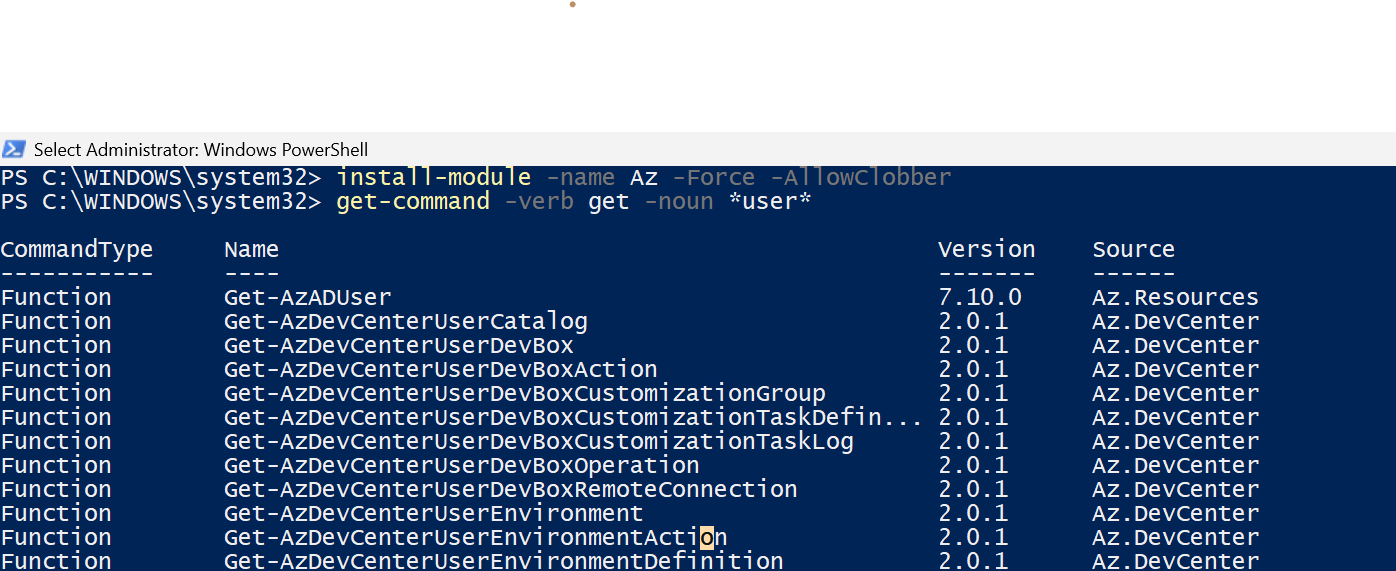 Select Administrator: Windows PowerShell
PS C:\WINDOWS\system32> install-module -name Az -Force -AllowClobber
PS C:\WINDOWS\system32> get-command -verb get -noun *user*
CommandType Name Version Source
----------- ---- ------- ------
Function Get-AzADUser 7.10.0 Az.Resources
Function Get-AzDevCenterUserCatalog 2.0.1 Az.DevCenter
Function Get-AzDevCenterUserDevBox 2.0.1 Az.DevCenter
Function Get-AzDevCenterUserDevBoxAction 2.0.1 Az.DevCenter
Function Get-AzDevCenterUserDevBoxCustomizationGroup 2.0.1 Az.DevCenter
Function Get-AzDevCenterUserDevBoxCustomizationTaskDefin... 2.0.1 Az.DevCenter
Function Get-AzDevCenterUserDevBoxCustomizationTaskLog 2.0.1 Az.DevCenter
Function Get-AzDevCenterUserDevBoxOperation 2.0.1 Az.DevCenter
Function Get-AzDevCenterUserDevBoxRemoteConnection 2.0.1 Az.DevCenter
Function Get-AzDevCenterUserEnvironment 2.0.1 Az.DevCenter
Function Get-AzDevCenterUserEnvironmentAction 2.0.1 Az.DevCenter
Function Get-AzDevCenterUserEnvironmentDefinition 2.0.1 Az.DevCenter